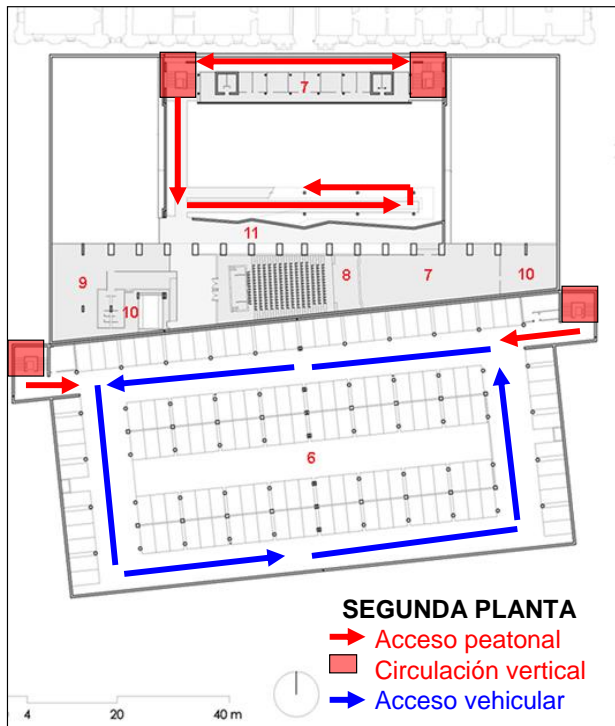 7
11
9
8
7
10
10
6
SEGUNDA PLANTA
Acceso peatonal
Circulación vertical
Acceso vehicular
4 20 40 m